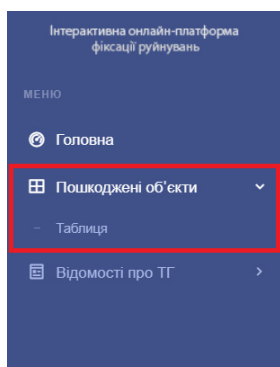 Інтерактивна онлайн-платформа
фіксації руйнувань
МЕНЮ
Головна
Пошкоджені об'єкти
Таблиця
Відомості про ТГ